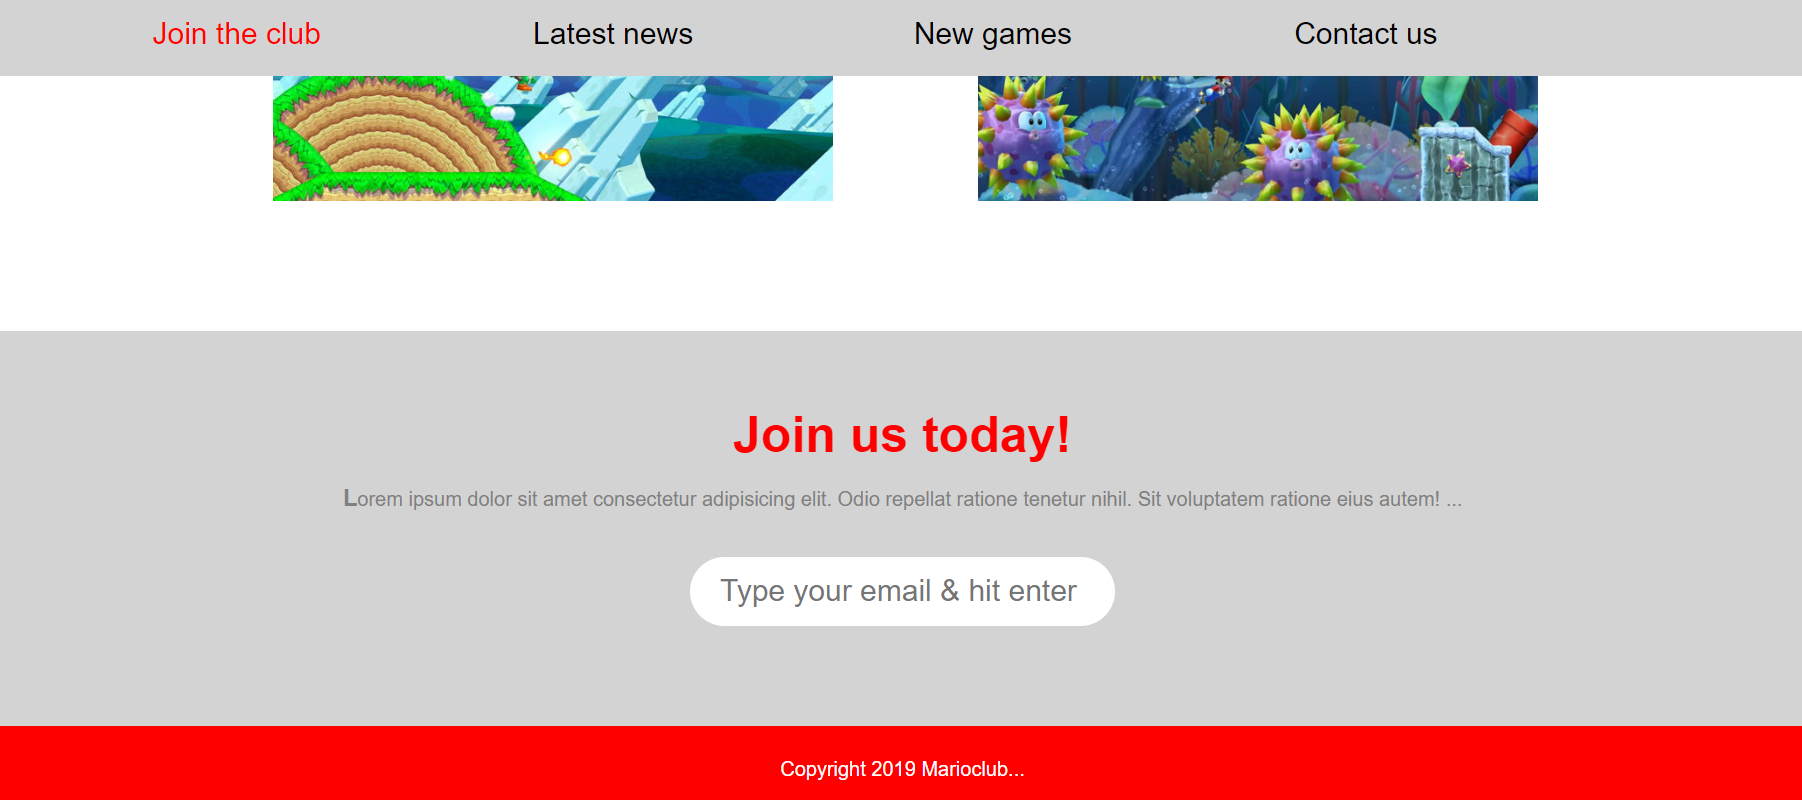 Join the club
Latest news
New games
Contact us
Join us today!
Lorem ipsum dolor sit amet consectetur adipisicing elit. Odio repellat ratione tenetur nihil. Sit voluptatem ratione eius autem! ...
Type your email & hit enter
Copyright 2019 Marioclub...